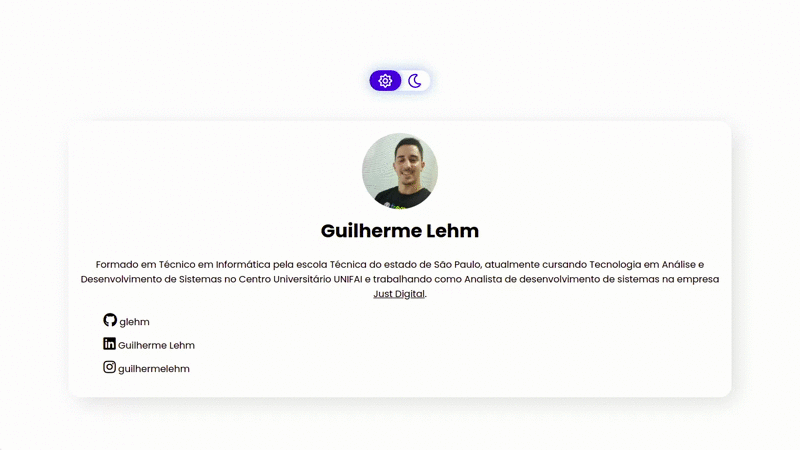 Guilherme Lehm
Formado em Técnico em Informática pela escola Técnica do estado de São Paulo, atualmente cursando Tecnologia em Análise e
Desenvolvimento de Sistemas no Centro Universitário UNIFAI e trabalhando como Analista de desenvolvimento de sistemas na empresa
Just Digital.
glehm
Guilherme Lehm
guilhermelehm